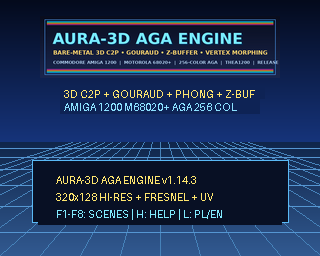 AURA-3D AGA ENGINE
BARE-METAL 3D C2P • GOURAUD • Z-BUFFER • VERTEX MORPHING
COMMODORE AMIGA 1200 | MOTOROLA 68020+ | 256-COLOR AGA | THEA1200 | RELEASE
3D C2P + GOURAUD + PHONG + Z-BUF
AMIGA 1200 M68020+ AGA 256 COL
AURA-3D AGA ENGINE v1.14.3
320x128 HI-RES + FRESNEL + UV
F1-F8: SCENES | H: HELP | L: PL/EN